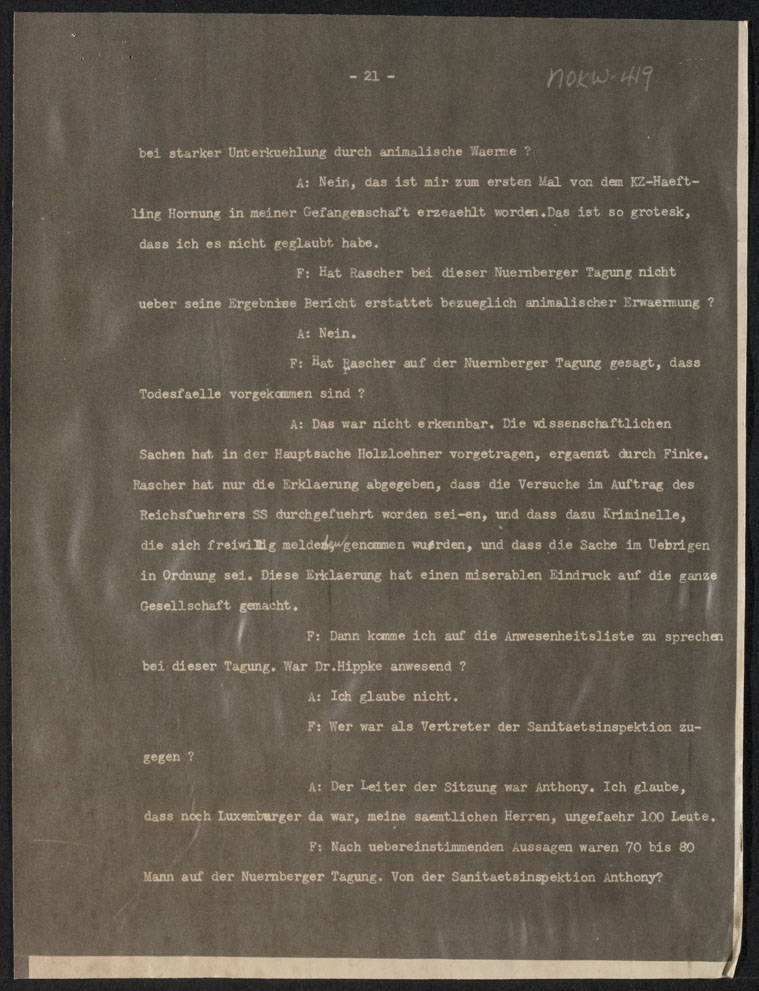 - 21 -
NOKW-419
bei starker Unterkuehlung durch animalische Waerme ?
A: Nein, das ist mir zum ersten Mal von dem KZ-Haeft-
ling Hornung in meiner Gefangenschaft erzeaehlt worden.Das ist so grotesk,
dass ich es nicht geglaubt habe.
F: Hat Rascher bei dieser Nuernberger Tagung nicht
ueber seine Ergebnisse Bericht erstattet bezueglich animalischer Erwaermung ?
A: Nein.
F: Hat Rascher auf der Nuernberger Tagung gesagt, dass
Todesfaelle vorgekommen sind ?
A: Das war nicht erkennbar. Die wissenschaftlichen
Sachen hat in der Hauptsache Holzloehner vorgetragen, ergaenzt durch Finke.
Rascher hat nur die Erklaerung abgegeben, dass die Versuche im Auftrag des
Reichsfuehrers SS durchgefuehrt worden sei-en, und dass dazu Kriminelle,
die sich freiwillig melden genommen wuerden, und dass die Sache im Uebrigen
in Ordnung sei. Diese Erklaerung hat einen miserablen Eindruck auf die ganze
Gesellschaft gemacht.
F: Dann komme ich auf die Anwesenheitsliste zu sprechen
bei dieser Tagung. War Dr.Hippke anwesend ?
A: Ich glaube nicht.
F: Wer war als Vertreter der Sanitaetsinspektion zu-
gegen ?
A: Der Leiter der Sitzung war Anthony. Ich glaube,
dass noch Luxemburger da war, meine saemtlichen Herren, ungefaehr 100 Leute.
F: Nach uebereinstimmenden Aussagen waren 70 bis 80
Mann auf der Nuernberger Tagung. Von der Sanitaetsinspektion Anthony?